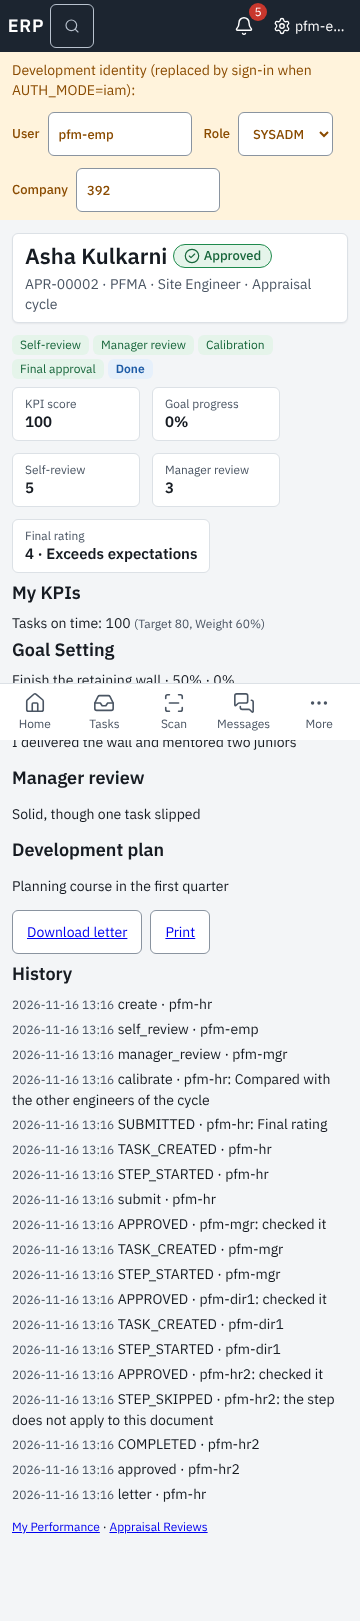 ERP
5
pfm-e...
Development identity (replaced by sign-in when
AUTH_MODE=iam):
User pfm-emp Role SYSADM
Company 392
Asha Kulkarni Approved
APR-00002 · PFMA · Site Engineer · Appraisal
cycle
Self-review Manager review Calibration
Final approval Done
KPI score Goal progress
100 0%
Self-review Manager review
5 3
Final rating
4 · Exceeds expectations
My KPIs
Tasks on time: 100 (Target 80, Weight 60%)
Goal Setting
Finish the retaining wall · 50% · 0%
Home Tasks Scan Messages More
I delivered the wall and mentored two juniors
Manager review
Solid, though one task slipped
Development plan
Planning course in the first quarter
Download letter Print
History
2026-11-16 13:16 create · pfm-hr
2026-11-16 13:16 self_review · pfm-emp
2026-11-16 13:16 manager_review · pfm-mgr
2026-11-16 13:16 calibrate · pfm-hr: Compared with
the other engineers of the cycle
2026-11-16 13:16 SUBMITTED · pfm-hr: Final rating
2026-11-16 13:16 TASK_CREATED · pfm-hr
2026-11-16 13:16 STEP_STARTED · pfm-hr
2026-11-16 13:16 submit · pfm-hr
2026-11-16 13:16 APPROVED · pfm-mgr: checked it
2026-11-16 13:16 TASK_CREATED · pfm-mgr
2026-11-16 13:16 STEP_STARTED · pfm-mgr
2026-11-16 13:16 APPROVED · pfm-dir1: checked it
2026-11-16 13:16 TASK_CREATED · pfm-dir1
2026-11-16 13:16 STEP_STARTED · pfm-dir1
2026-11-16 13:16 APPROVED · pfm-hr2: checked it
2026-11-16 13:16 STEP_SKIPPED · pfm-hr2: the step
does not apply to this document
2026-11-16 13:16 COMPLETED · pfm-hr2
2026-11-16 13:16 approved · pfm-hr2
2026-11-16 13:16 letter · pfm-hr
My Performance · Appraisal Reviews